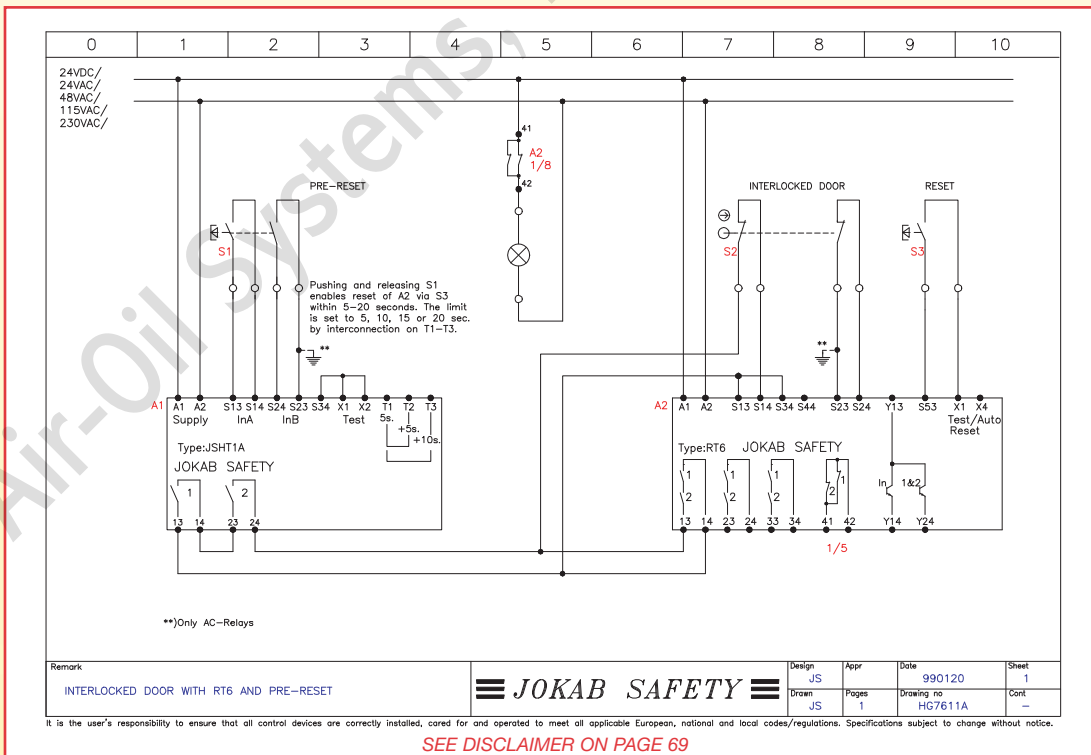 0 1 2 3 4 5 6 7 8 9 10
24VDC/
24VAC/
48VAC/
115VAC/
230VAC/
41
A2
1/8
42
PRE-RESET
INTERLOCKED DOOR
RESET
S1
S2
S3
Pushing and releasing S1
enables reset of A2 via S3
within 5-20 seconds. The limit
is set to 5, 10, 15 or 20 sec.
by interconnection on T1-T3.
**
**
A1 A1 A2 S13 S14 S24 S23 S34 X1 X2 T1 T2 T3
Supply InA InB Test 5s. +5s. +10s.
Type:JSHT1A
JOKAB SAFETY
1 2
13 14 23 24
A2 A1 A2 S13 S14 S34 S44 S23 S24 Y13 S53 X1 X4
Test/Auto
Reset
Type:RT6 JOKAB SAFETY
1 1 1 1
2 2 2 2
In 1&2
13 14 23 24 33 34 41 42 Y14 Y24
1/5
**)Only AC-Relays
Remark
INTERLOCKED DOOR WITH RT6 AND PRE-RESET
JOKAB SAFETY
Design Appr Date Sheet
JS 990120 1
Drawn Pages Drawing no Cont
JS 1 HG7611A -
It is the user's responsibility to ensure that all control devices are correctly installed, cared for and operated to meet all applicable European, national and local codes/regulations. Specifications subject to change without notice.
SEE DISCLAIMER ON PAGE 69
Air-Oil Systems,